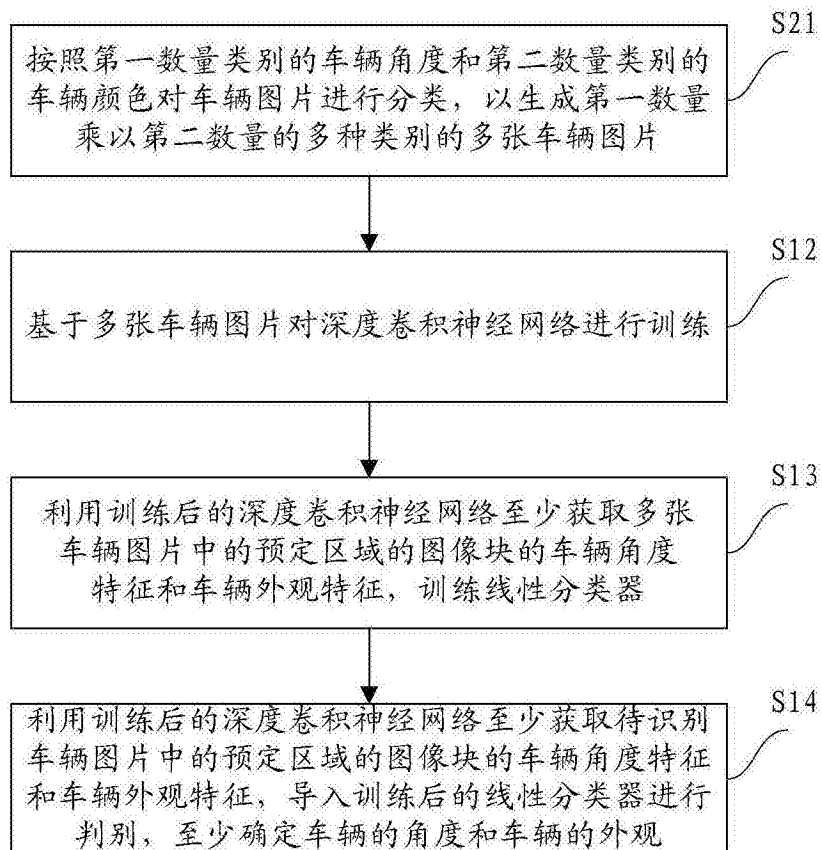 S21
按照第一数量类别的车辆角度和第二数量类别的
车辆颜色对车辆图片进行分类，以生成第一数量
乘以第二数量的多种类别的多张车辆图片
S12
基于多张车辆图片对深度卷积神经网络进行训练
S13
利用训练后的深度卷积神经网络至少获取多张
车辆图片中的预定区域的图像块的车辆角度
特征和车辆外观特征，训练线性分类器
S14
利用训练后的深度卷积神经网络至少获取待识别
车辆图片中的预定区域的图像块的车辆角度特征
和车辆外观特征，导入训练后的线性分类器进行
判别，至少确定车辆的角度和车辆的外观